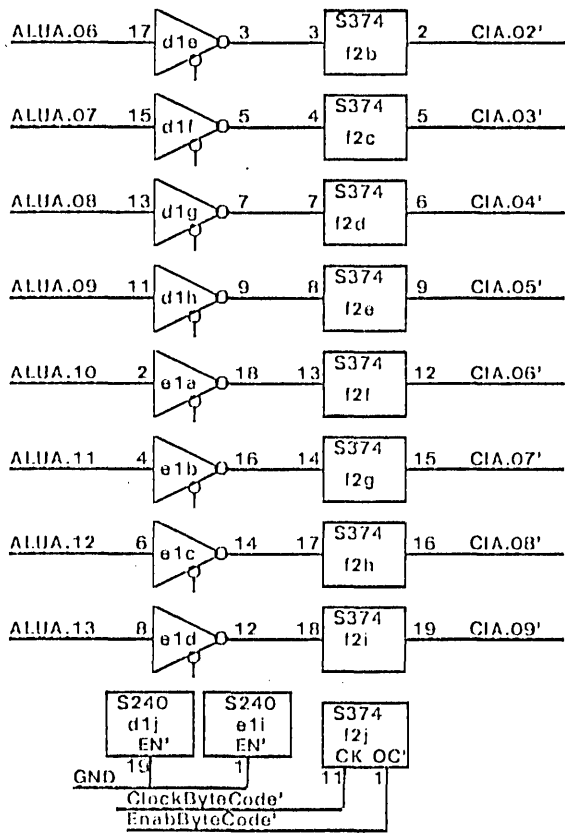 ALUA.06 17 d1e 3 3 S374 f2b 2 CIA.02'
ALUA.07 15 d1f 5 4 S374 f2c 5 CIA.03'
ALUA.08 13 d1g 7 7 S374 f2d 6 CIA.04'
ALUA.09 11 d1h 9 8 S374 f2e 9 CIA.05'
ALUA.10 2 e1a 18 13 S374 f2f 12 CIA.06'
ALUA.11 4 e1b 16 14 S374 f2g 15 CIA.07'
ALUA.12 6 e1c 14 17 S374 f2h 16 CIA.08'
ALUA.13 8 e1d 12 18 S374 f2i 19 CIA.09'
S240 S240 S374
d1j e1i f2j
EN' EN' CK OC'
19 1 11 1
GND
ClockByteCode'
EnabByteCode'